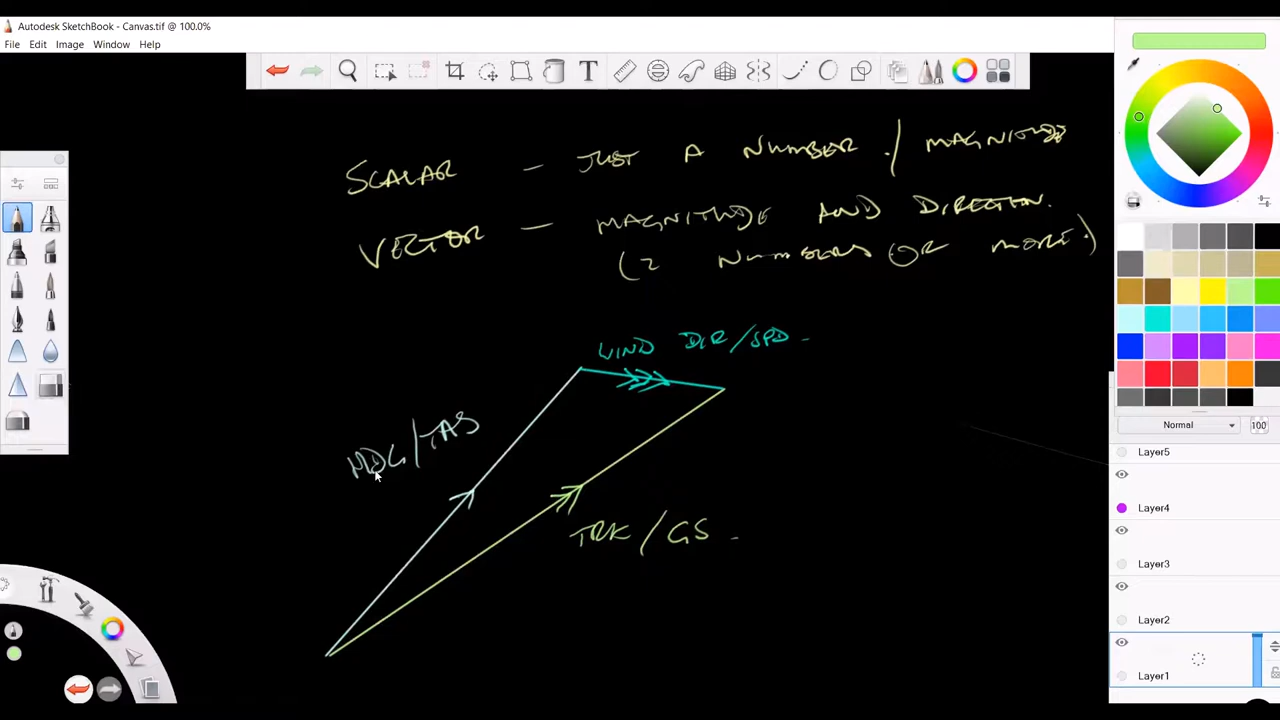 Autodesk SketchBook - Canvas.tif @ 100.0%
File Edit Image Window Help
SCALAR - JUST A NUMBER. / MAGNITUDE
VECTOR - MAGNITUDE AND DIRECTION.
(2 NUMBERS OR MORE.)
WIND DIR/SPD.
HDG/TAS
TRK/GS.
Normal 100
Layer5
Layer4
Layer3
Layer2
Layer1